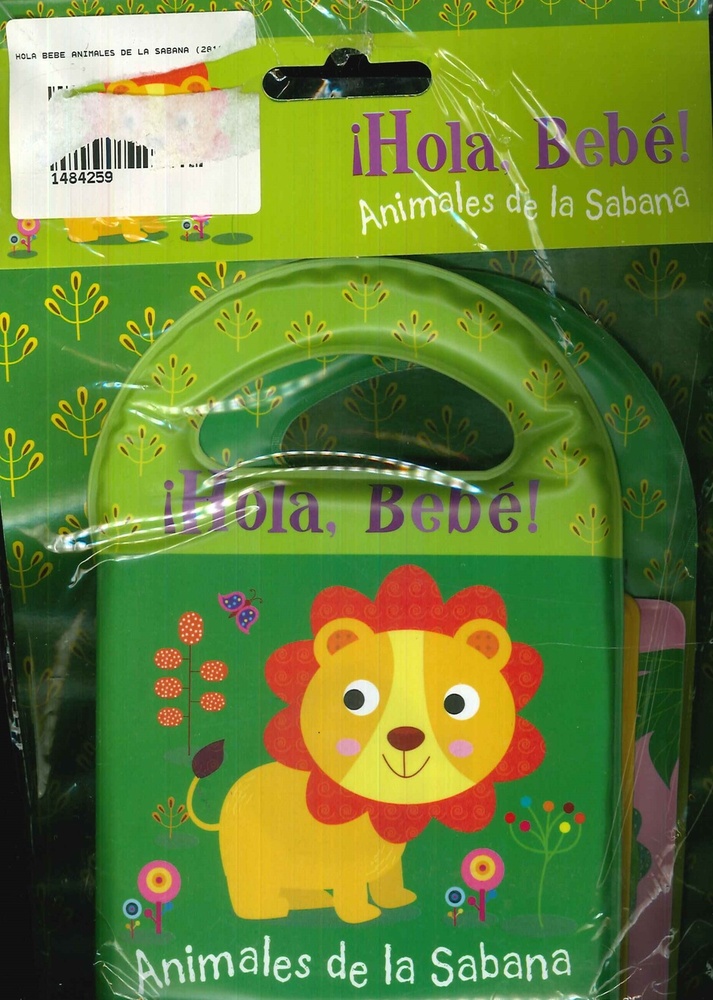 HOLA BEBE ANIMALES DE LA SABANA
1484259
¡Hola, Bebé!
Animales de la Sabana
¡Hola, Bebé!
Animales de la Sabana